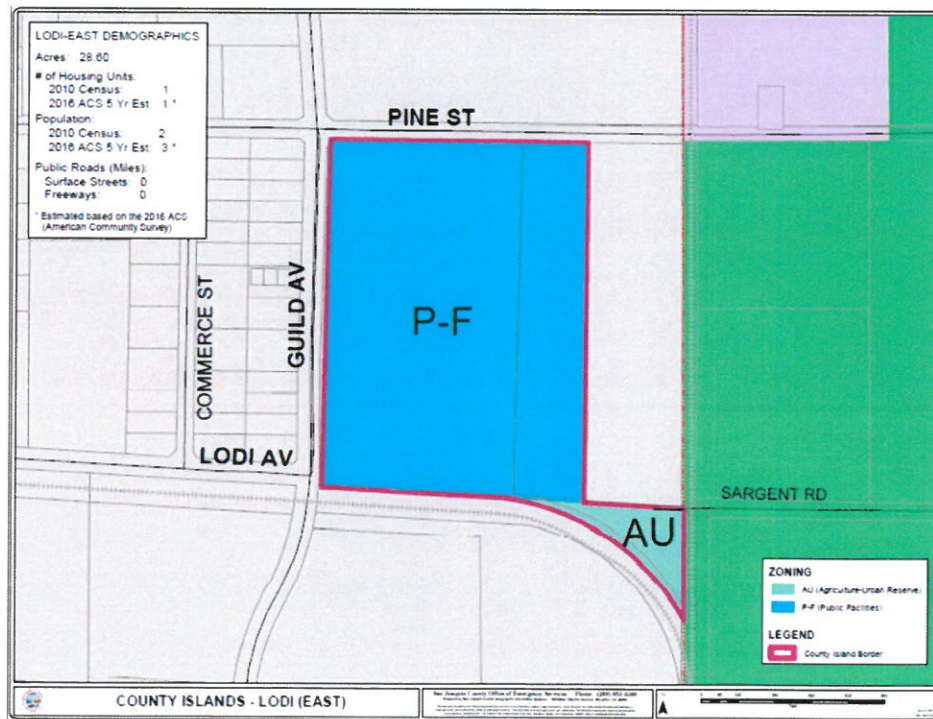 LODI-EAST DEMOGRAPHICS
Acres: 28.60
# of Housing Units:
2010 Census: 1
2016 ACS 5 Yr Est: 1 *
Population:
2010 Census: 2
2016 ACS 5 Yr Est: 3 *
Public Roads (Miles):
Surface Streets: 0
Freeways: 0
* Estimated based on the 2016 ACS
(American Community Survey)
PINE ST
COMMERCE ST
GUILD AV
P-F
LODI AV
SARGENT RD
AU
ZONING
AU (Agriculture-Urban Reserve)
P-F (Public Facilities)
LEGEND
County Island Border
COUNTY ISLANDS - LODI (EAST)
San Joaquin County Office of Emergency Services